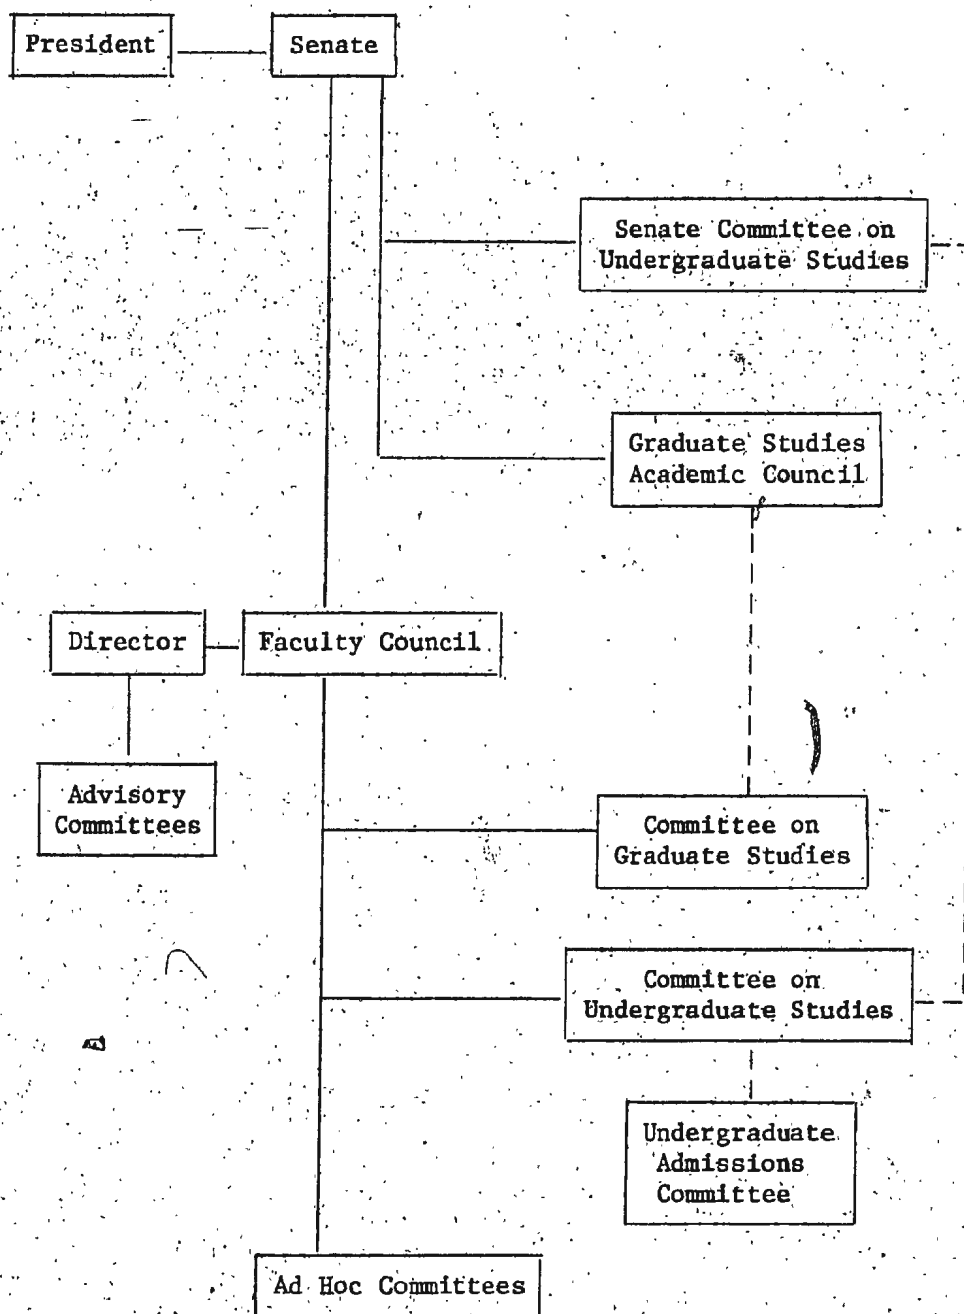 President
Senate
Senate Committee on
Undergraduate Studies
Graduate Studies
Academic Council
Director
Faculty Council
Advisory
Committees
Committee on
Graduate Studies
Committee on
Undergraduate Studies
Undergraduate
Admissions
Committee
Ad Hoc Committees